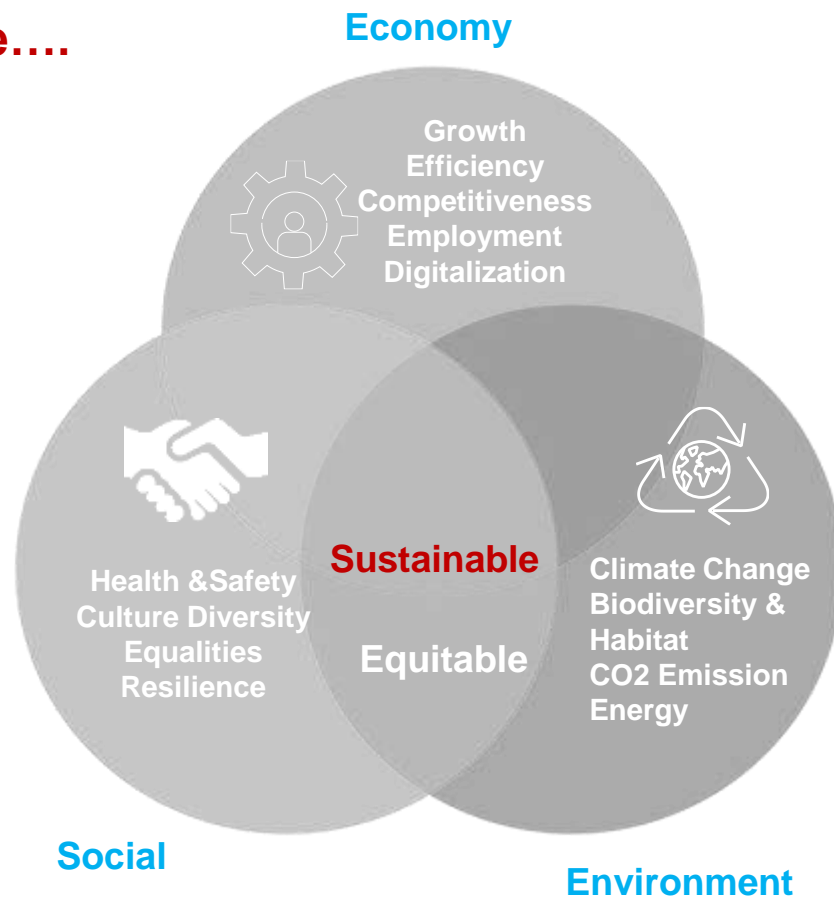 e….
Economy
Growth
Efficiency
Competitiveness
Employment
Digitalization
Sustainable
Health &Safety
Culture Diversity
Equalities
Resilience
Equitable
Climate Change
Biodiversity &
Habitat
CO2 Emission
Energy
Social
Environment